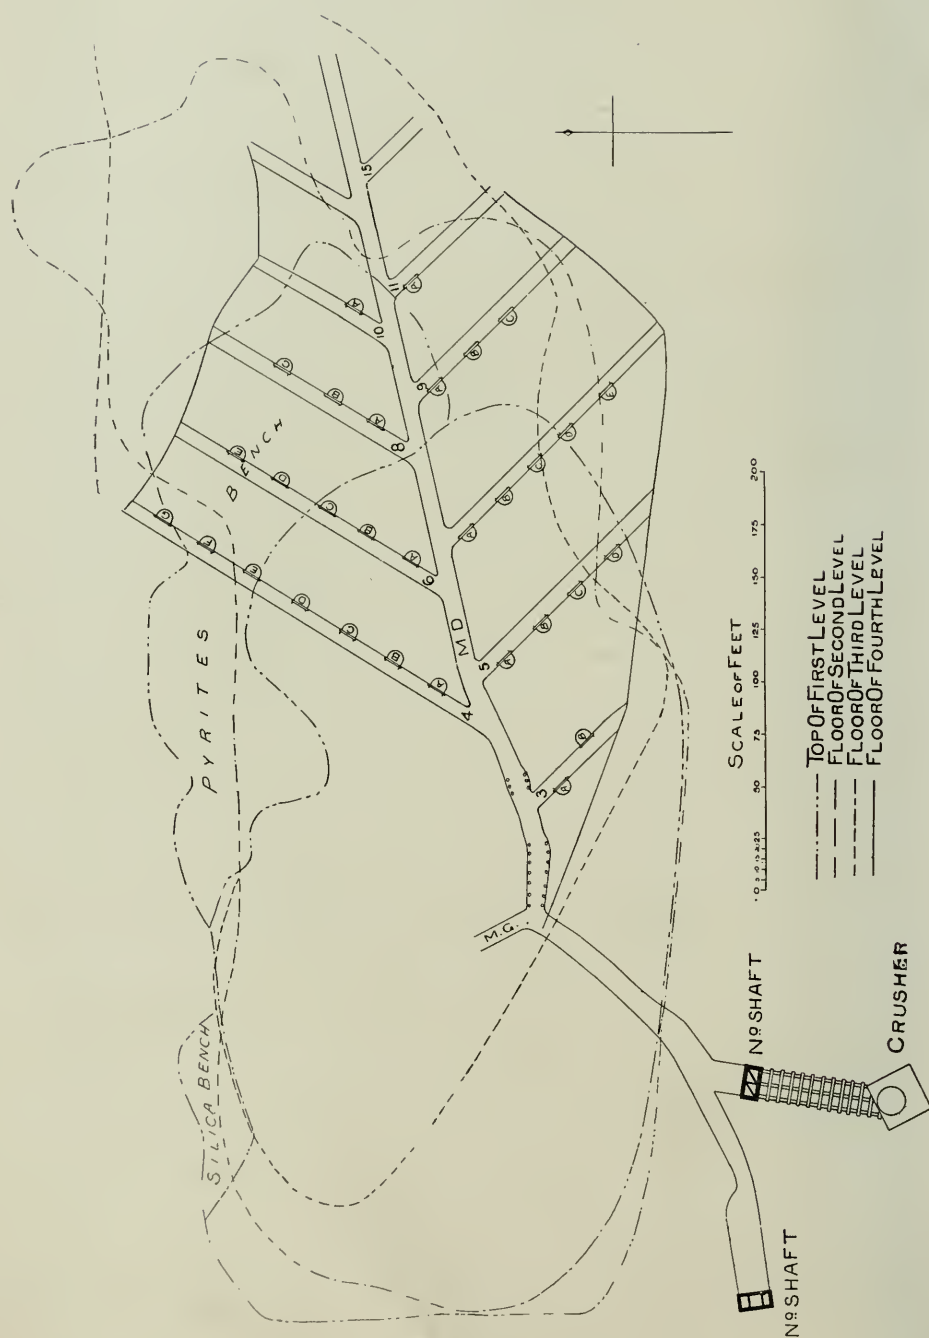 SILICA BENCH
PYRITES
BENCH
M.G.
M D
3
A
B
4
A
B
C
D
E
F
G
5
A
B
C
D
6
A
B
C
D
E
A
B
C
D
E
8
A
B
C
9
A
B
C
10
A
11
A
15
SCALE OF FEET
25
50
75
100
125
150
175
200
TOP OF FIRST LEVEL
FLOOR OF SECOND LEVEL
FLOOR OF THIRD LEVEL
FLOOR OF FOURTH LEVEL
Nº SHAFT
Nº SHAFT
CRUSHER